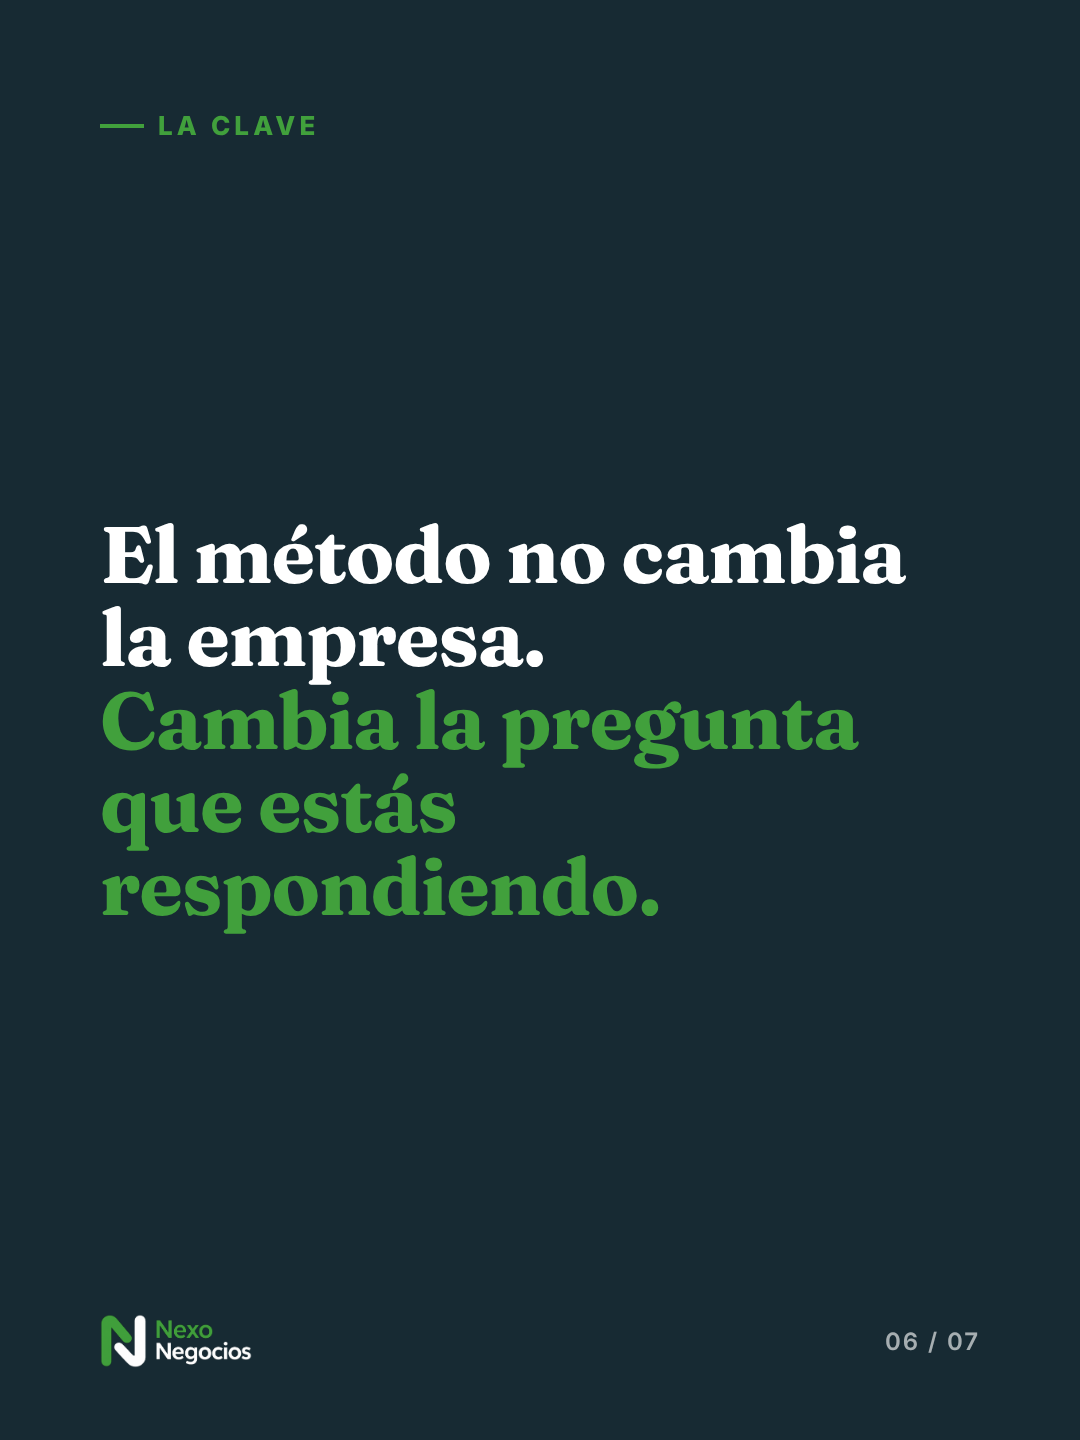 LA CLAVE
El método no cambia
la empresa.
Cambia la pregunta
que estás
respondiendo.
Nexo
Negocios
06 / 07